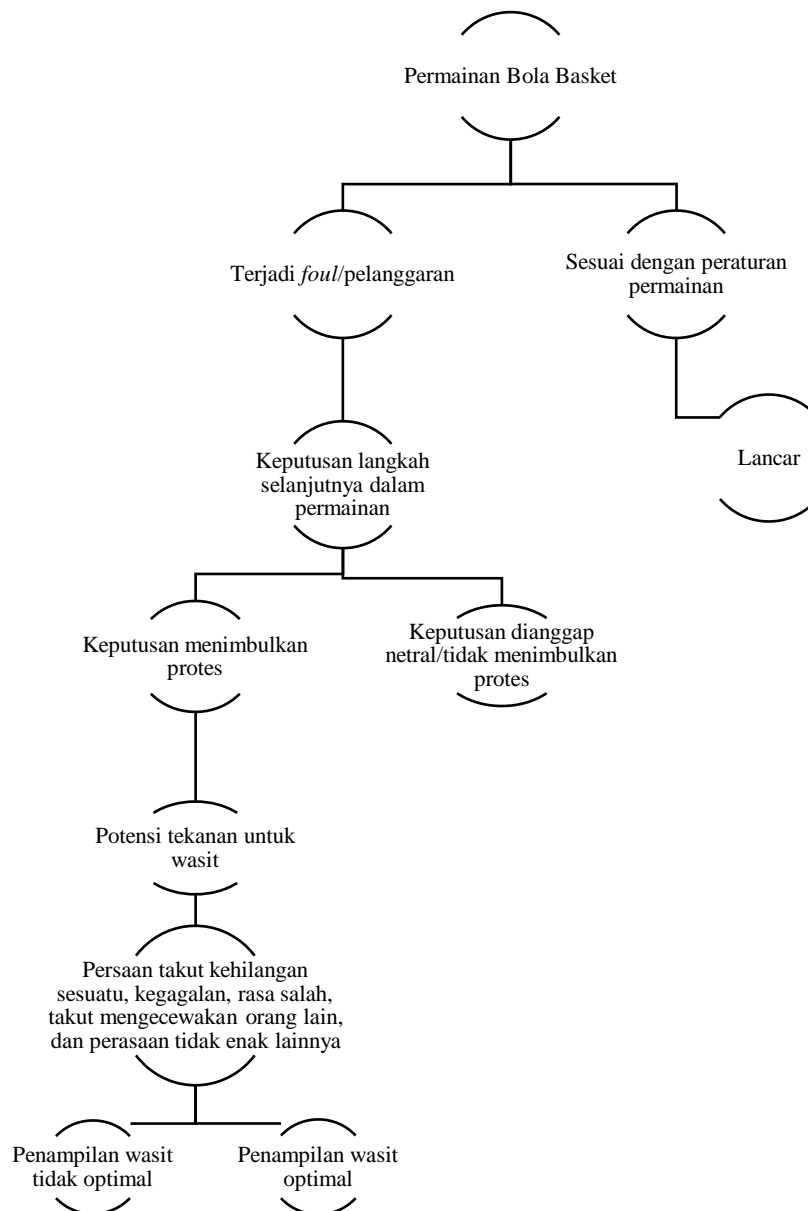 Permainan Bola Basket
Terjadi foul/pelanggaran
Sesuai dengan peraturan
permainan
Keputusan langkah
selanjutnya dalam
permainan
Lancar
Keputusan menimbulkan
protes
Keputusan dianggap
netral/tidak menimbulkan
protes
Potensi tekanan untuk
wasit
Persaan takut kehilangan
sesuatu, kegagalan, rasa salah,
takut mengecewakan orang lain,
dan perasaan tidak enak lainnya
Penampilan wasit
tidak optimal
Penampilan wasit
optimal